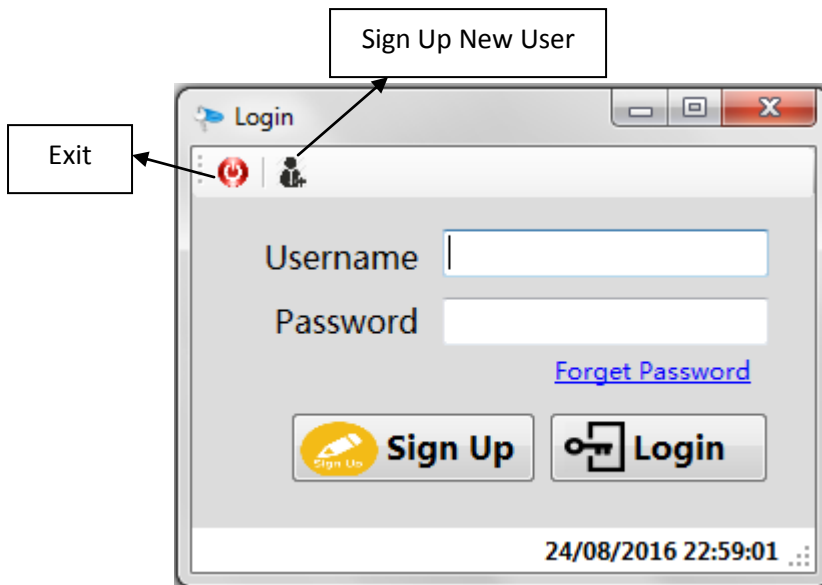 Sign Up New User
Login
Exit
Username
Password
Forget Password
Sign Up Sign Up
Login
24/08/2016 22:59:01